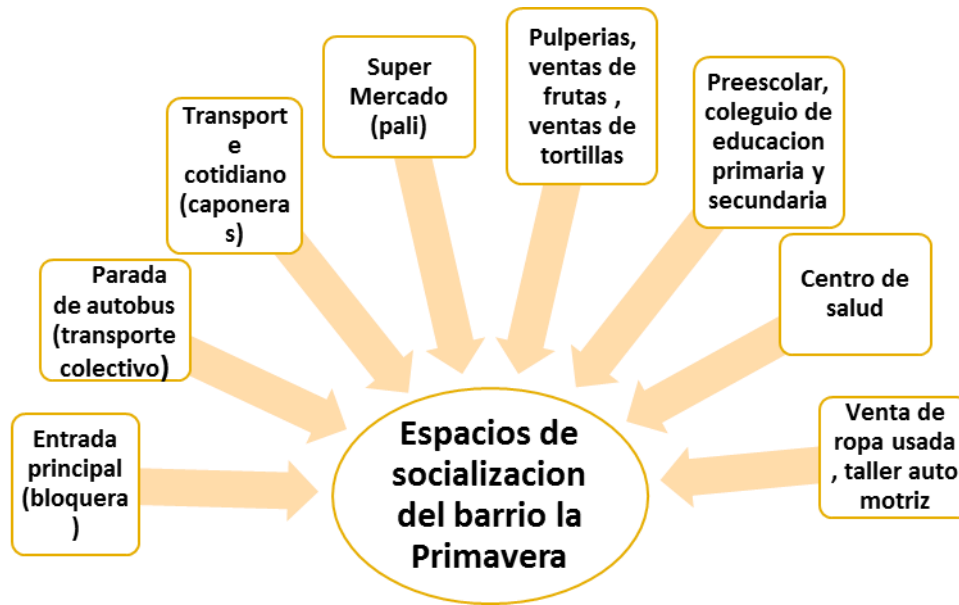 Entrada
principal
(bloquera
)
Parada
de autobus
(transporte
colectivo)
Transport
e
cotidiano
(caponera
s)
Super
Mercado
(pali)
Pulperias,
ventas de
frutas ,
ventas de
tortillas
Preescolar,
coleguio de
educacion
primaria y
secundaria
Centro de
salud
Venta de
ropa usada
, taller auto
motriz
Espacios de
socializacion
del barrio la
Primavera